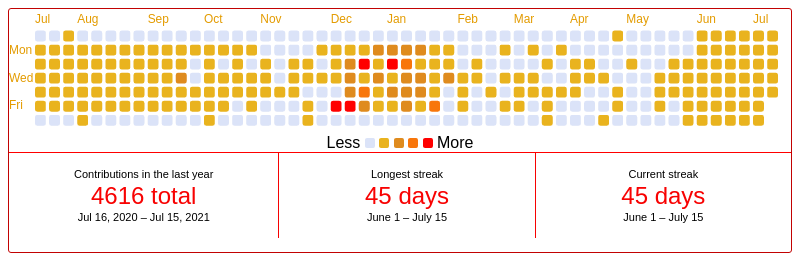 Jul Aug Sep Oct Nov Dec Jan Feb Mar Apr May Jun Jul
Mon
Wed
Fri
Less More
Contributions in the last year
4616 total
Jul 16, 2020 – Jul 15, 2021
Longest streak
45 days
June 1 – July 15
Current streak
45 days
June 1 – July 15